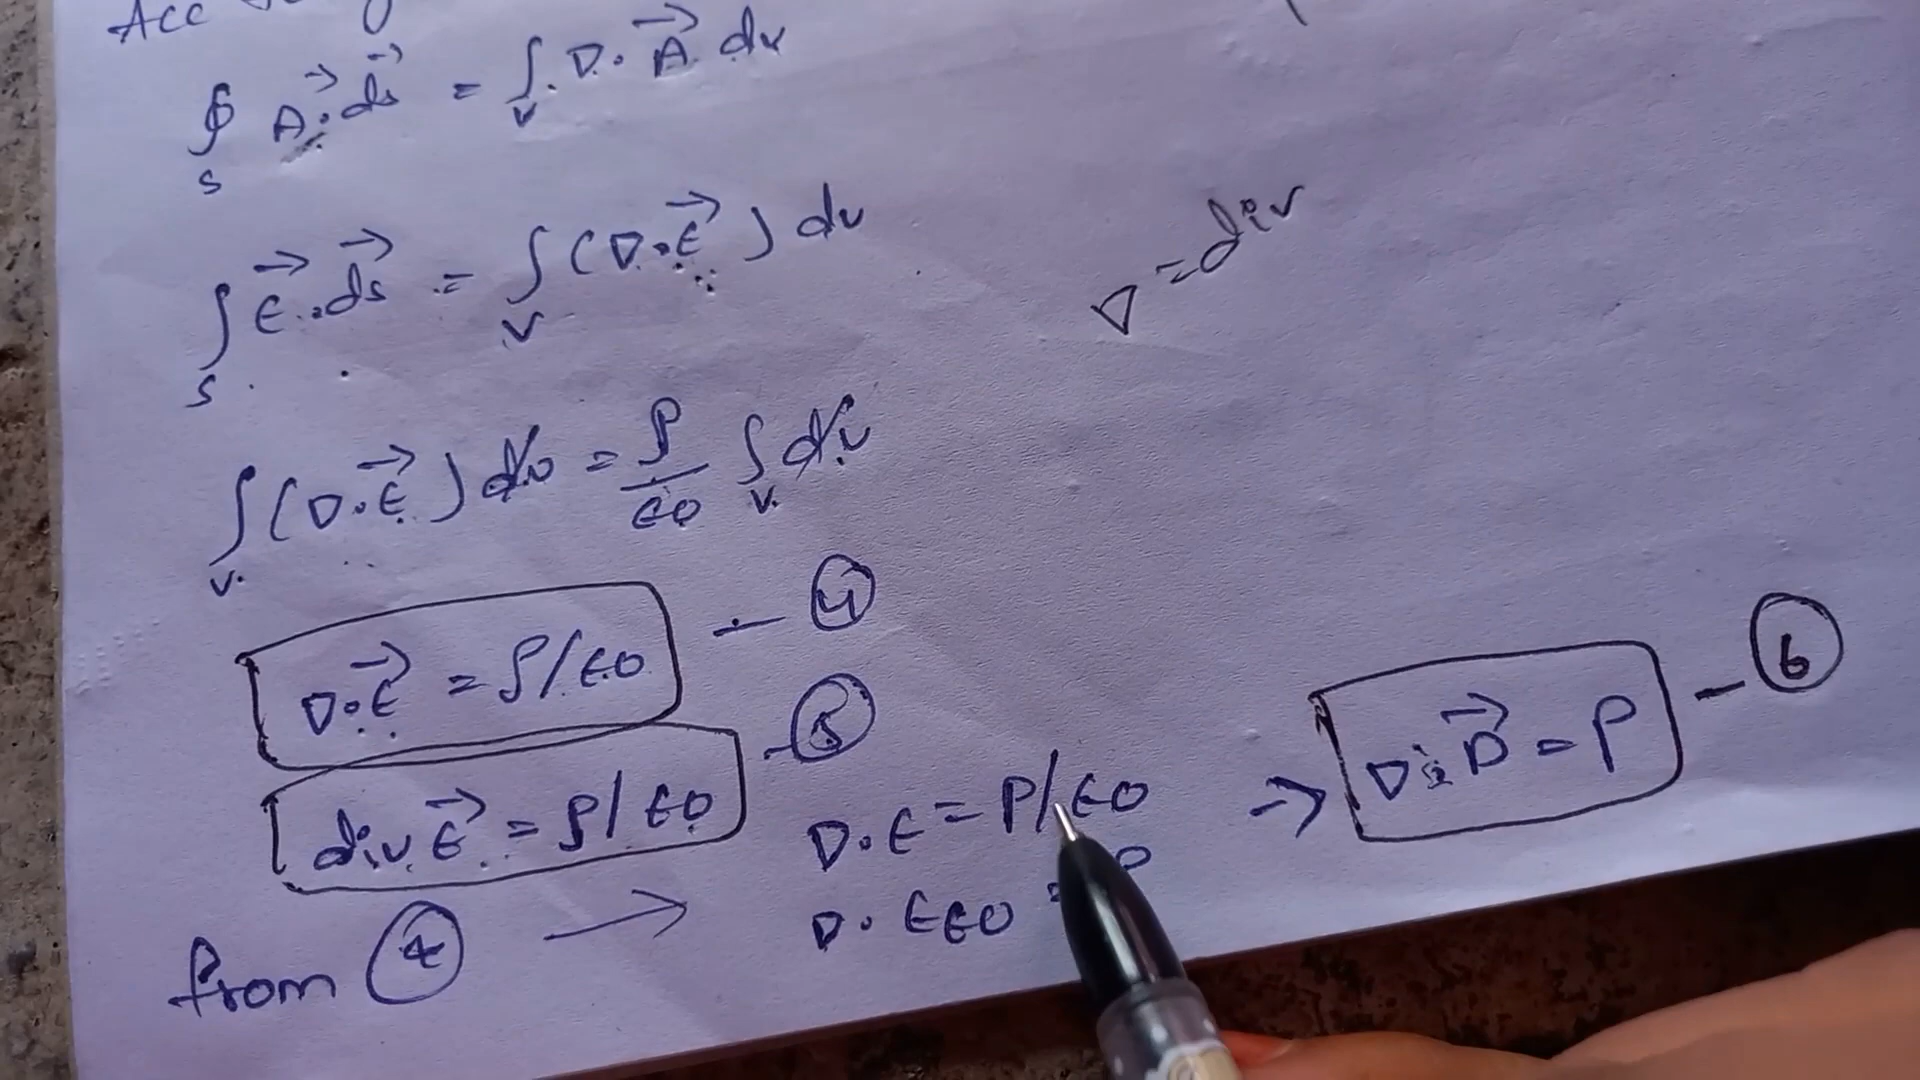 Acc
∮ A⃗.ds⃗ = ∫ ∇. A⃗ dv
S V
∫ E⃗.ds⃗ = ∫ (∇.E⃗) dv
S V
∇ = div
∫ (∇.E⃗) dv = ρ/ε0 ∫ dv
V V
∇.E⃗ = ρ/ε0 — (4)
div E⃗ = ρ/ε0 - (5)
from (4) → ∇.E = ρ/ε0
∇. Eε0 = ρ
→ ∇.D⃗ = ρ — (6)